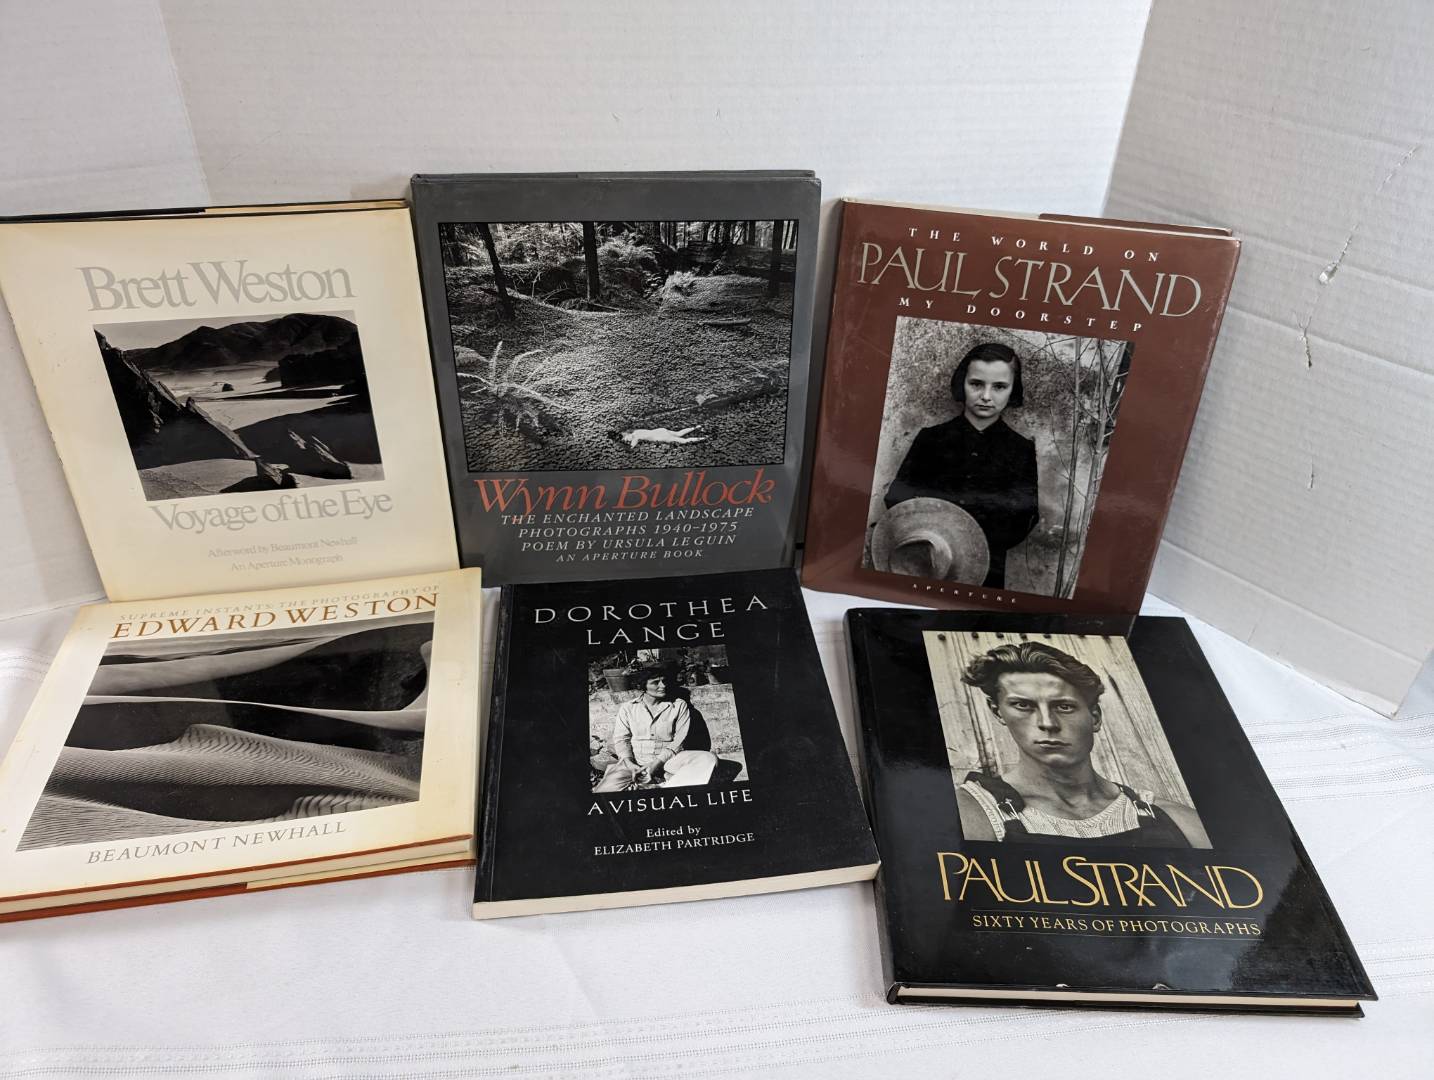 Brett Weston
Voyage of the Eye
Afterword by Beaumont Newhall
An Aperture Monograph
Wynn Bullock
THE ENCHANTED LANDSCAPE
PHOTOGRAPHS 1940-1975
POEM BY URSULA LE GUIN
AN APERTURE BOOK
THE WORLD ON
PAUL STRAND
MY DOORSTEP
APERTURE
SUPREME INSTANTS: THE PHOTOGRAPHY OF
EDWARD WESTON
BEAUMONT NEWHALL
DOROTHEA
LANGE
A VISUAL LIFE
Edited by
ELIZABETH PARTRIDGE
PAUL STRAND
SIXTY YEARS OF PHOTOGRAPHS